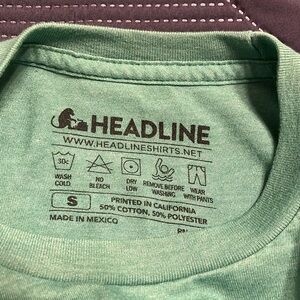 HEADLINE
WWW.HEADLINESHIRTS.NET
30c
WASH COLD
NO BLEACH
DRY LOW
REMOVE BEFORE WASHING
WEAR WITH PANTS
S
PRINTED IN CALIFORNIA
50% COTTON, 50% POLYESTER
MADE IN MEXICO